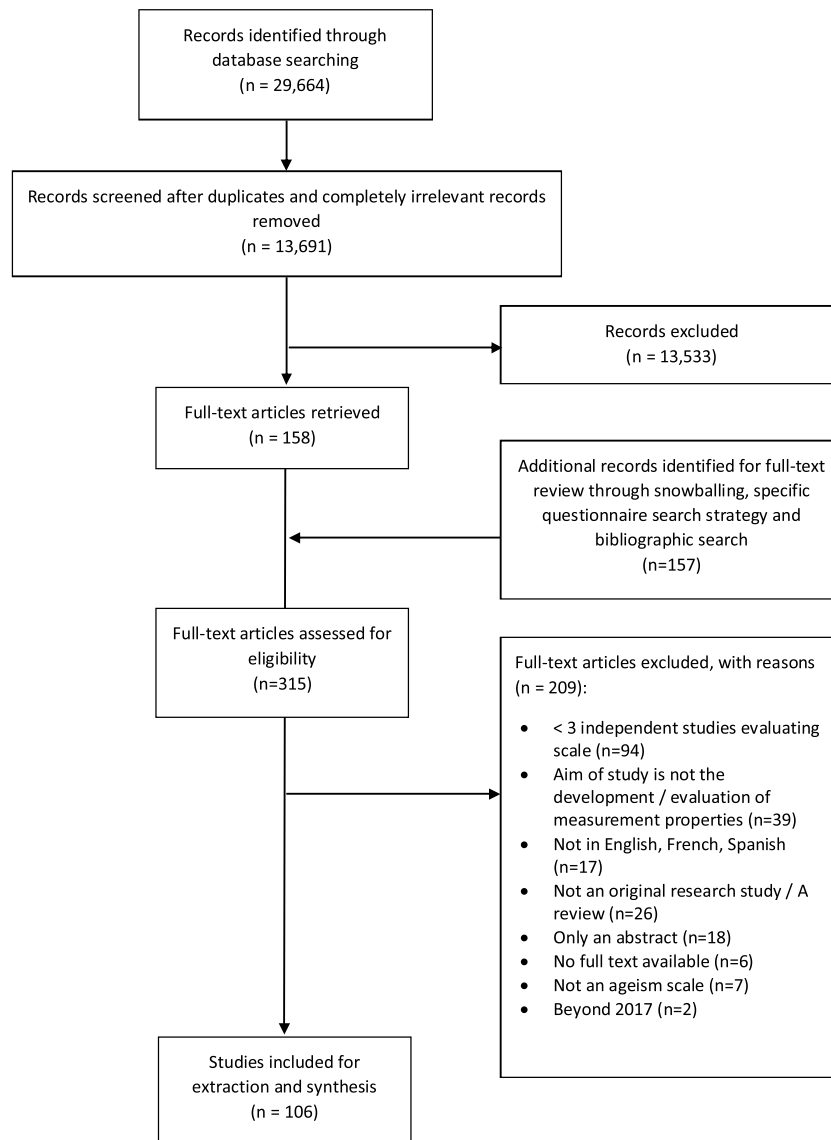 Records identified through
database searching
(n = 29,664)
Records screened after duplicates and completely irrelevant records
removed
(n = 13,691)
Records excluded
(n = 13,533)
Full-text articles retrieved
(n = 158)
Additional records identified for full-text
review through snowballing, specific
questionnaire search strategy and
bibliographic search
(n=157)
Full-text articles assessed for
eligibility
(n=315)
Full-text articles excluded, with reasons
(n = 209):
• < 3 independent studies evaluating
scale (n=94)
• Aim of study is not the
development / evaluation of
measurement properties (n=39)
• Not in English, French, Spanish
(n=17)
• Not an original research study / A
review (n=26)
• Only an abstract (n=18)
• No full text available (n=6)
• Not an ageism scale (n=7)
• Beyond 2017 (n=2)
Studies included for
extraction and synthesis
(n = 106)